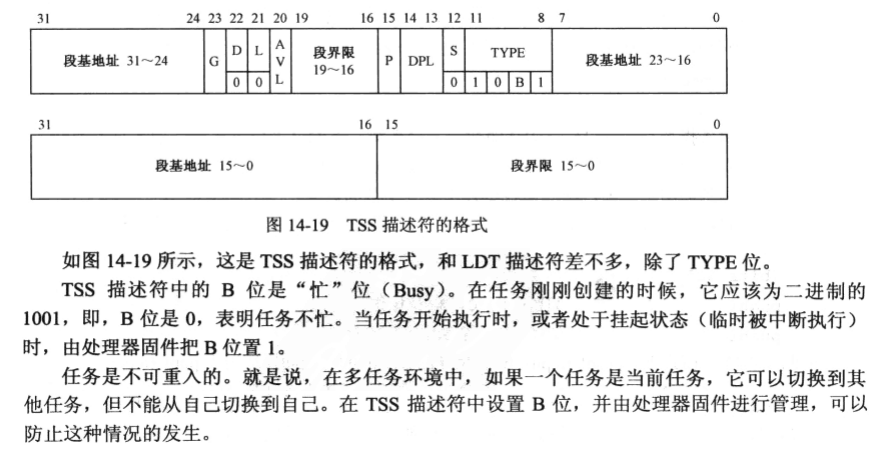 31 24 23 22 21 20 19 16 15 14 13 12 11 8 7 0
段基地址 31～24 G D L A V L 段界限 19～16 P DPL S TYPE 段基地址 23～16
0 0 0 1 0 B 1
31 16 15 0
段基地址 15～0 段界限 15～0
图 14-19 TSS 描述符的格式
如图 14-19 所示，这是 TSS 描述符的格式，和 LDT 描述符差不多，除了 TYPE 位。
TSS 描述符中的 B 位是“忙”位（Busy）。在任务刚刚创建的时候，它应该为二进制的
1001，即，B 位是 0，表明任务不忙。当任务开始执行时，或者处于挂起状态（临时被中断执行）
时，由处理器固件把 B 位置 1。
任务是不可重入的。就是说，在多任务环境中，如果一个任务是当前任务，它可以切换到其
他任务，但不能从自己切换到自己。在 TSS 描述符中设置 B 位，并由处理器固件进行管理，可以
防止这种情况的发生。